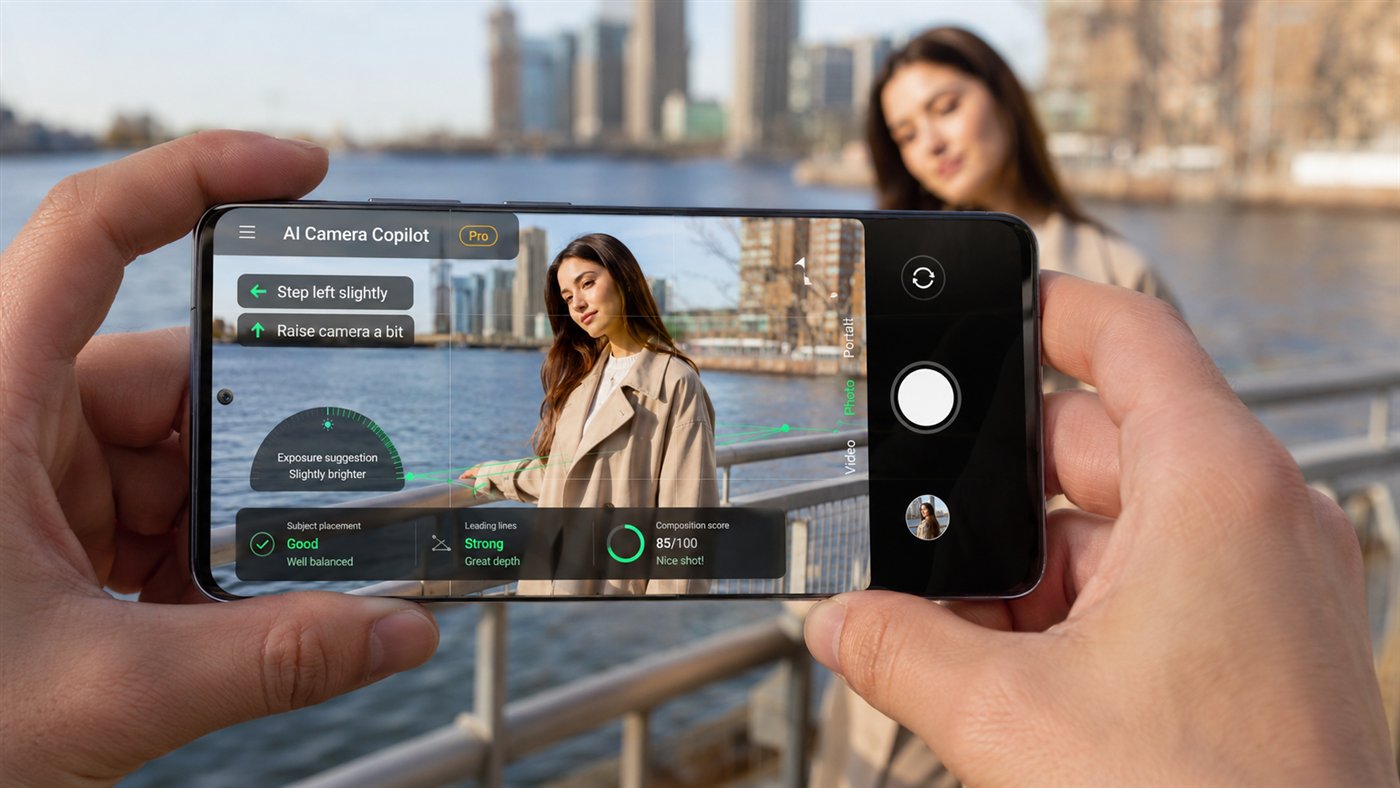 AI Camera Copilot Pro
Step left slightly
Raise camera a bit
Exposure suggestion
Slightly brighter
Subject placement
Good
Well balanced
Leading lines
Strong
Great depth
Composition score
85/100
Nice shot!
Portatt
Photo
Video